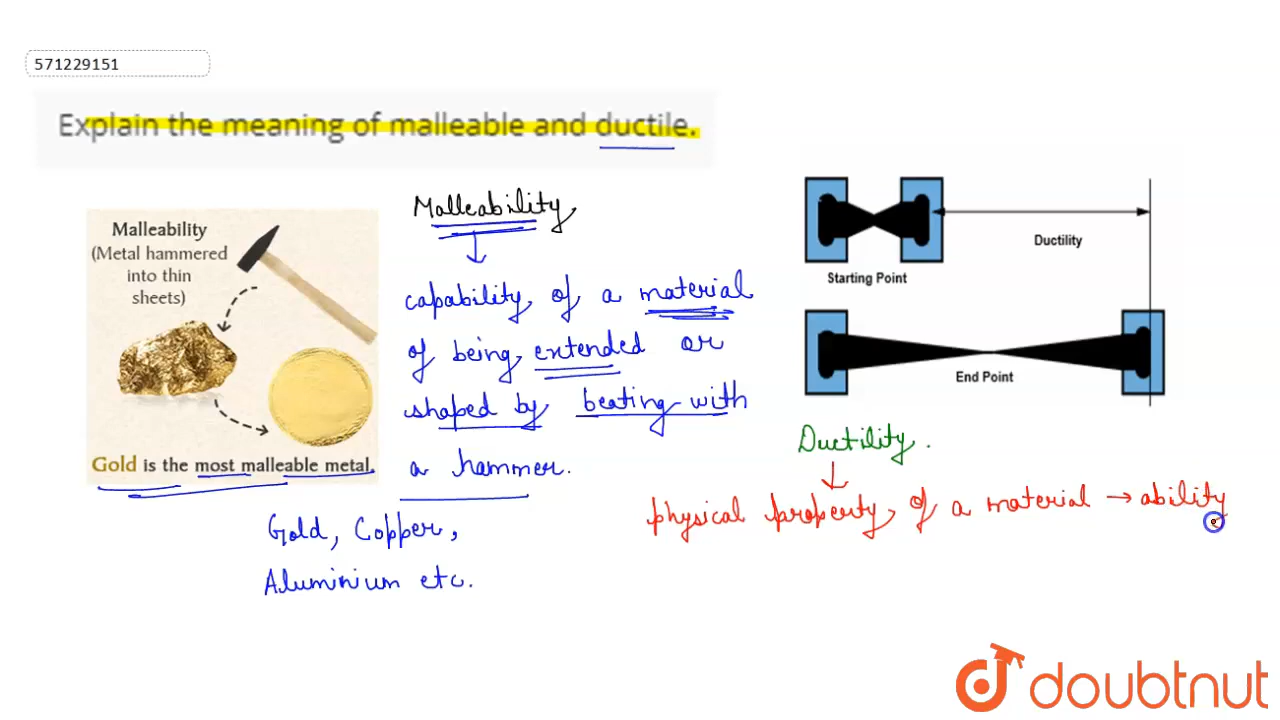 571229151
Explain the meaning of malleable and ductile.
Malleability
(Metal hammered
into thin
sheets)
Gold is the most malleable metal.
Malleability
capability of a material
of being extended or
shaped by beating with
a hammer.
Gold, Copper,
Aluminium etc.
Ductility
Starting Point
End Point
Ductility.
physical property of a material → ability
doubtnut